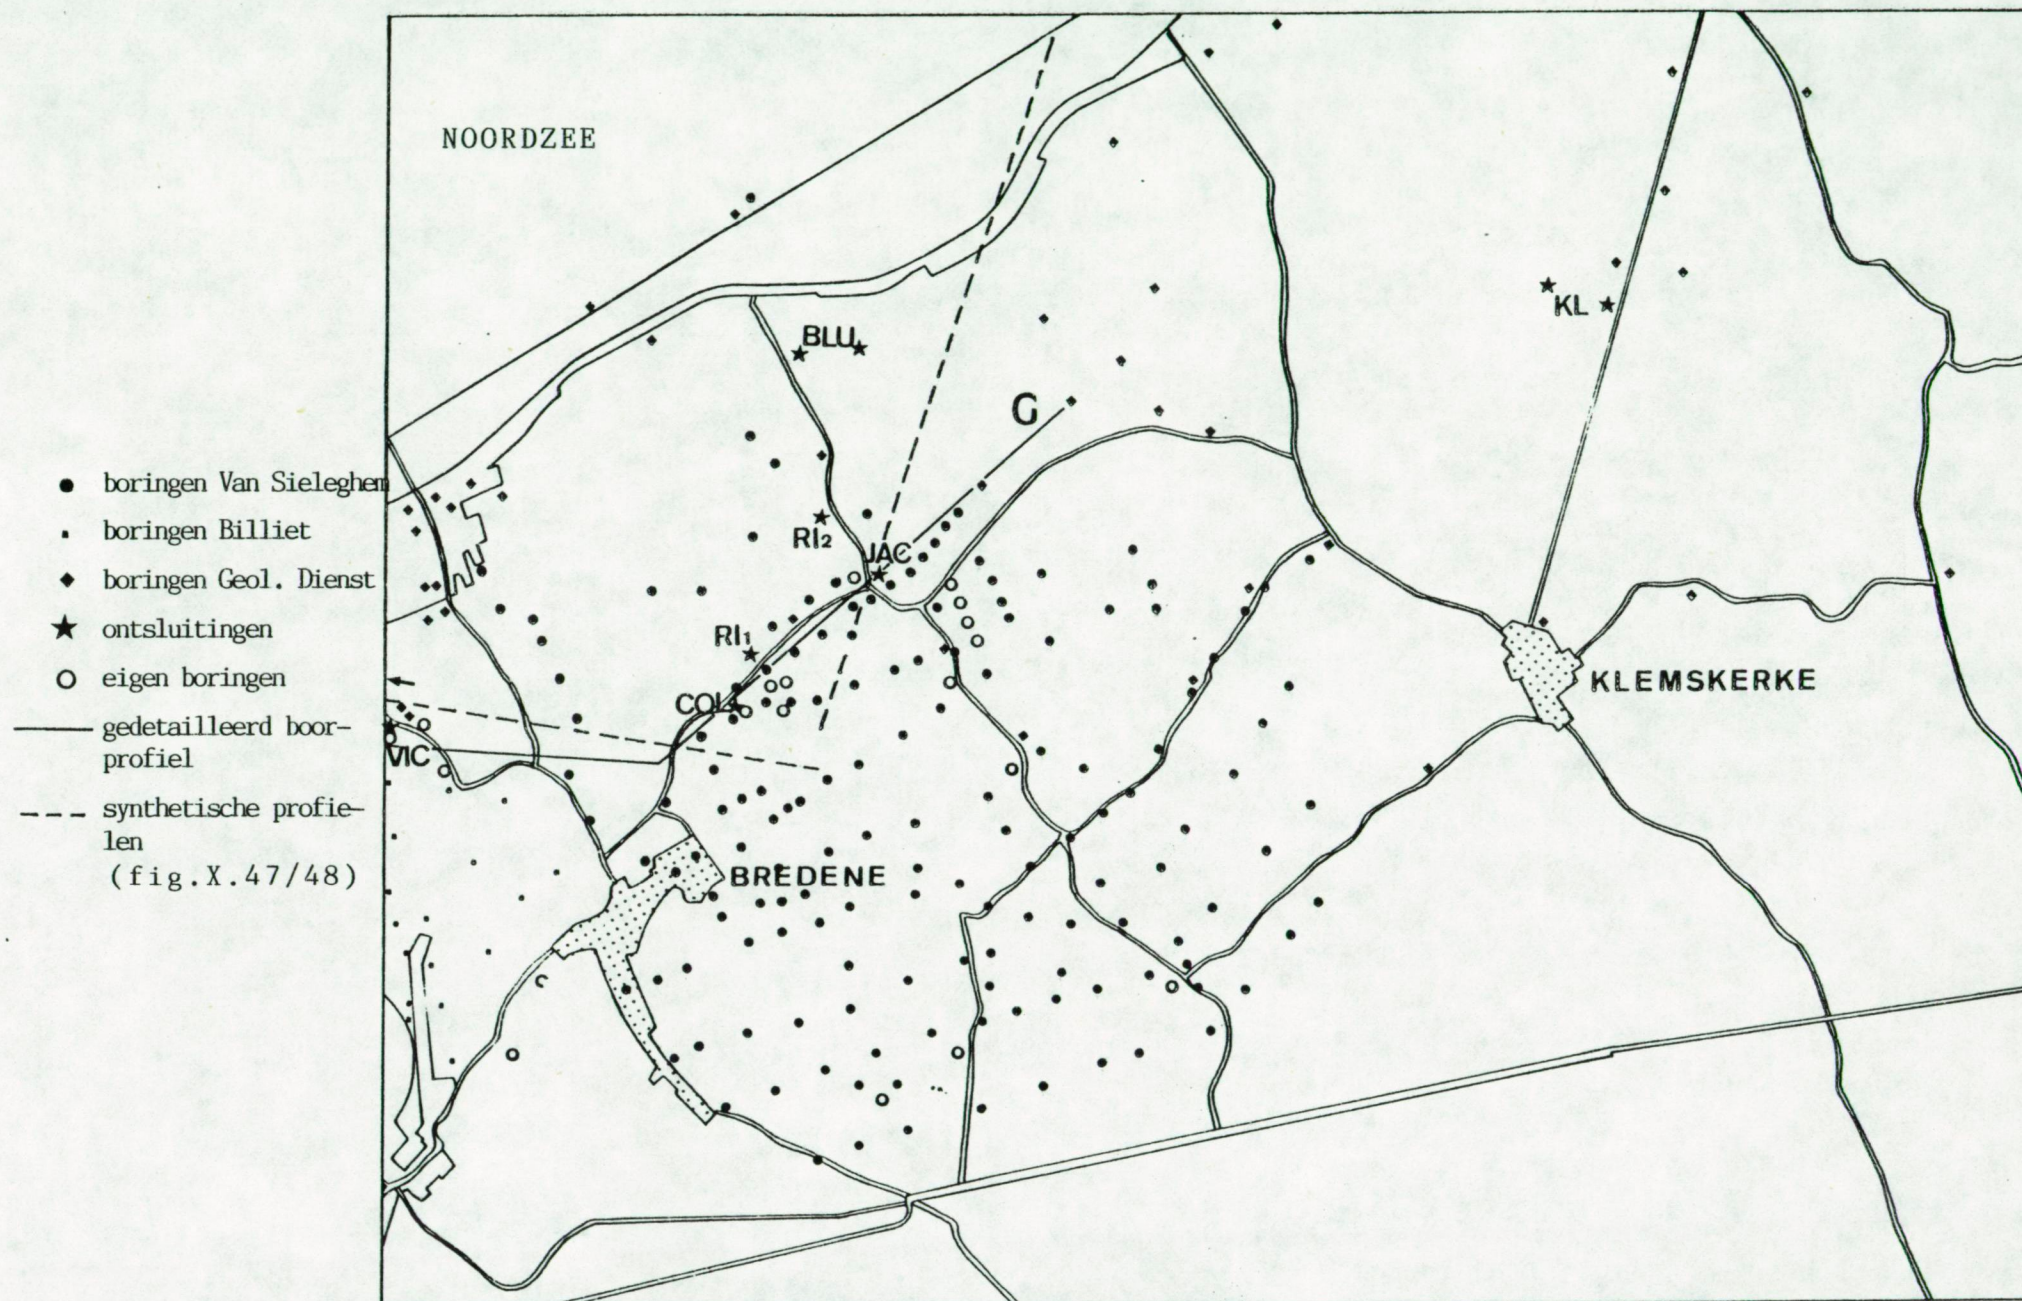 NOORDZEE
BLU
KL
G
boringen Van Sieleghem
boringen Billiet
RI2
JAC
boringen Geol. Dienst
ontsluitingen
RI1
eigen boringen
KLEMSKERKE
COL
gedetailleerd boor-
profiel
VIC
synthetische profie-
len
(fig.X.47/48)
BREDENE